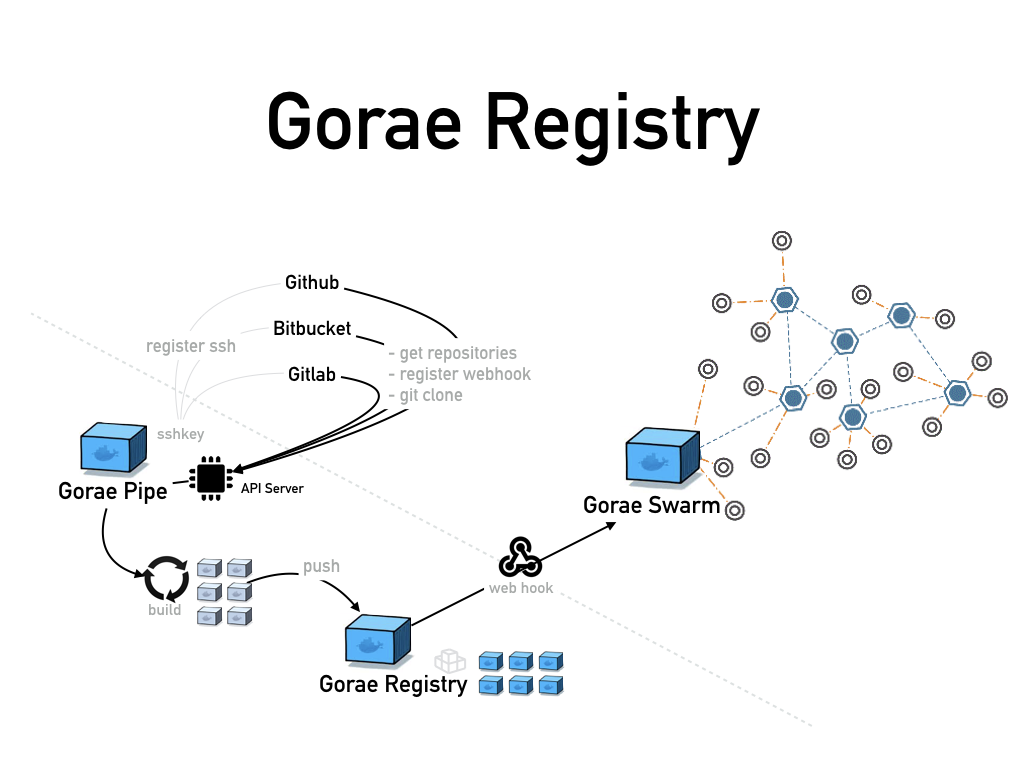 Gorae Registry
Github
Bitbucket
register ssh
- get repositories
Gitlab
- register webhook
- git clone
sshkey
Gorae Pipe
API Server
Gorae Swarm
push
web hook
build
Gorae Registry